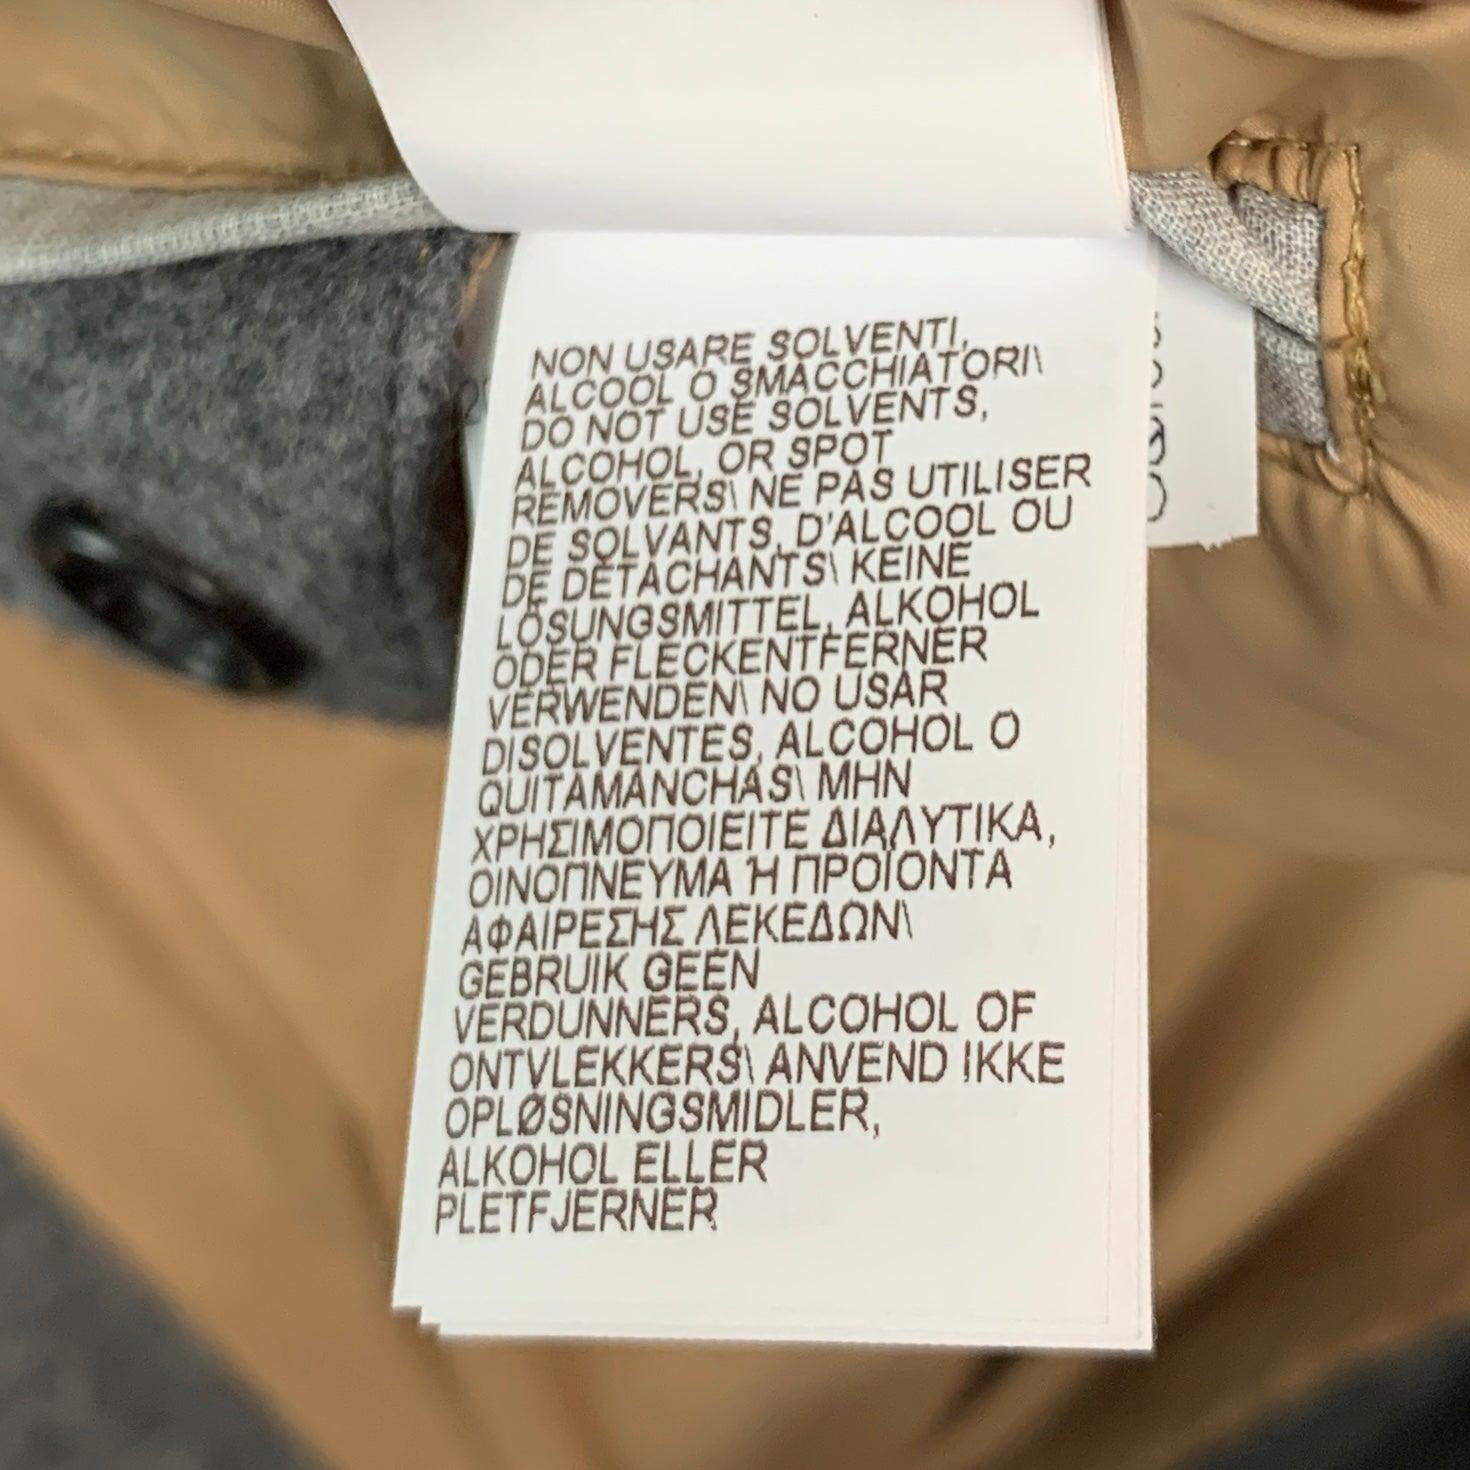 NON USARE SOLVENTI,
ALCOOL O SMACCHIATORI\
DO NOT USE SOLVENTS,
ALCOHOL, OR SPOT
REMOVERS\ NE PAS UTILISER
DE SOLVANTS, D'ALCOOL OU
DE DÉTACHANTS\ KEINE
LÖSUNGSMITTEL, ALKOHOL
ODER FLECKENTFERNER
VERWENDEN\ NO USAR
DISOLVENTES, ALCOHOL O
QUITAMANCHAS\ ΜΗΝ
ΧΡΗΣΙΜΟΠΟΙΕΙΤΕ ΔΙΑΛΥΤΙΚΑ,
ΟΙΝΟΠΝΕΥΜΑ Ή ΠΡΟΪΟΝΤΑ
ΑΦΑΙΡΕΣΗΣ ΛΕΚΕΔΩΝ\
GEBRUIK GEEN
VERDUNNERS, ALCOHOL OF
ONTVLEKKERS\ ANVEND IKKE
OPLØSNINGSMIDLER,
ALKOHOL ELLER
PLETFJERNER